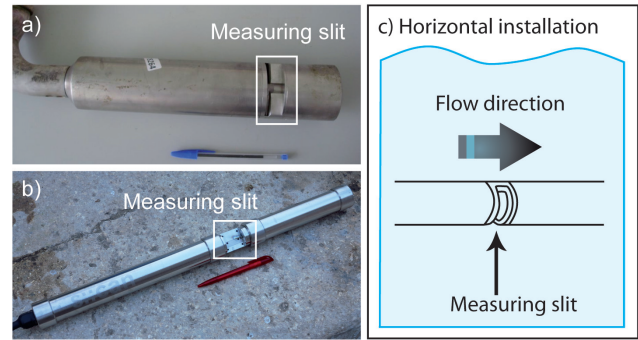 a)
Measuring slit
b)
Measuring slit
c) Horizontal installation
Flow direction
Measuring slit